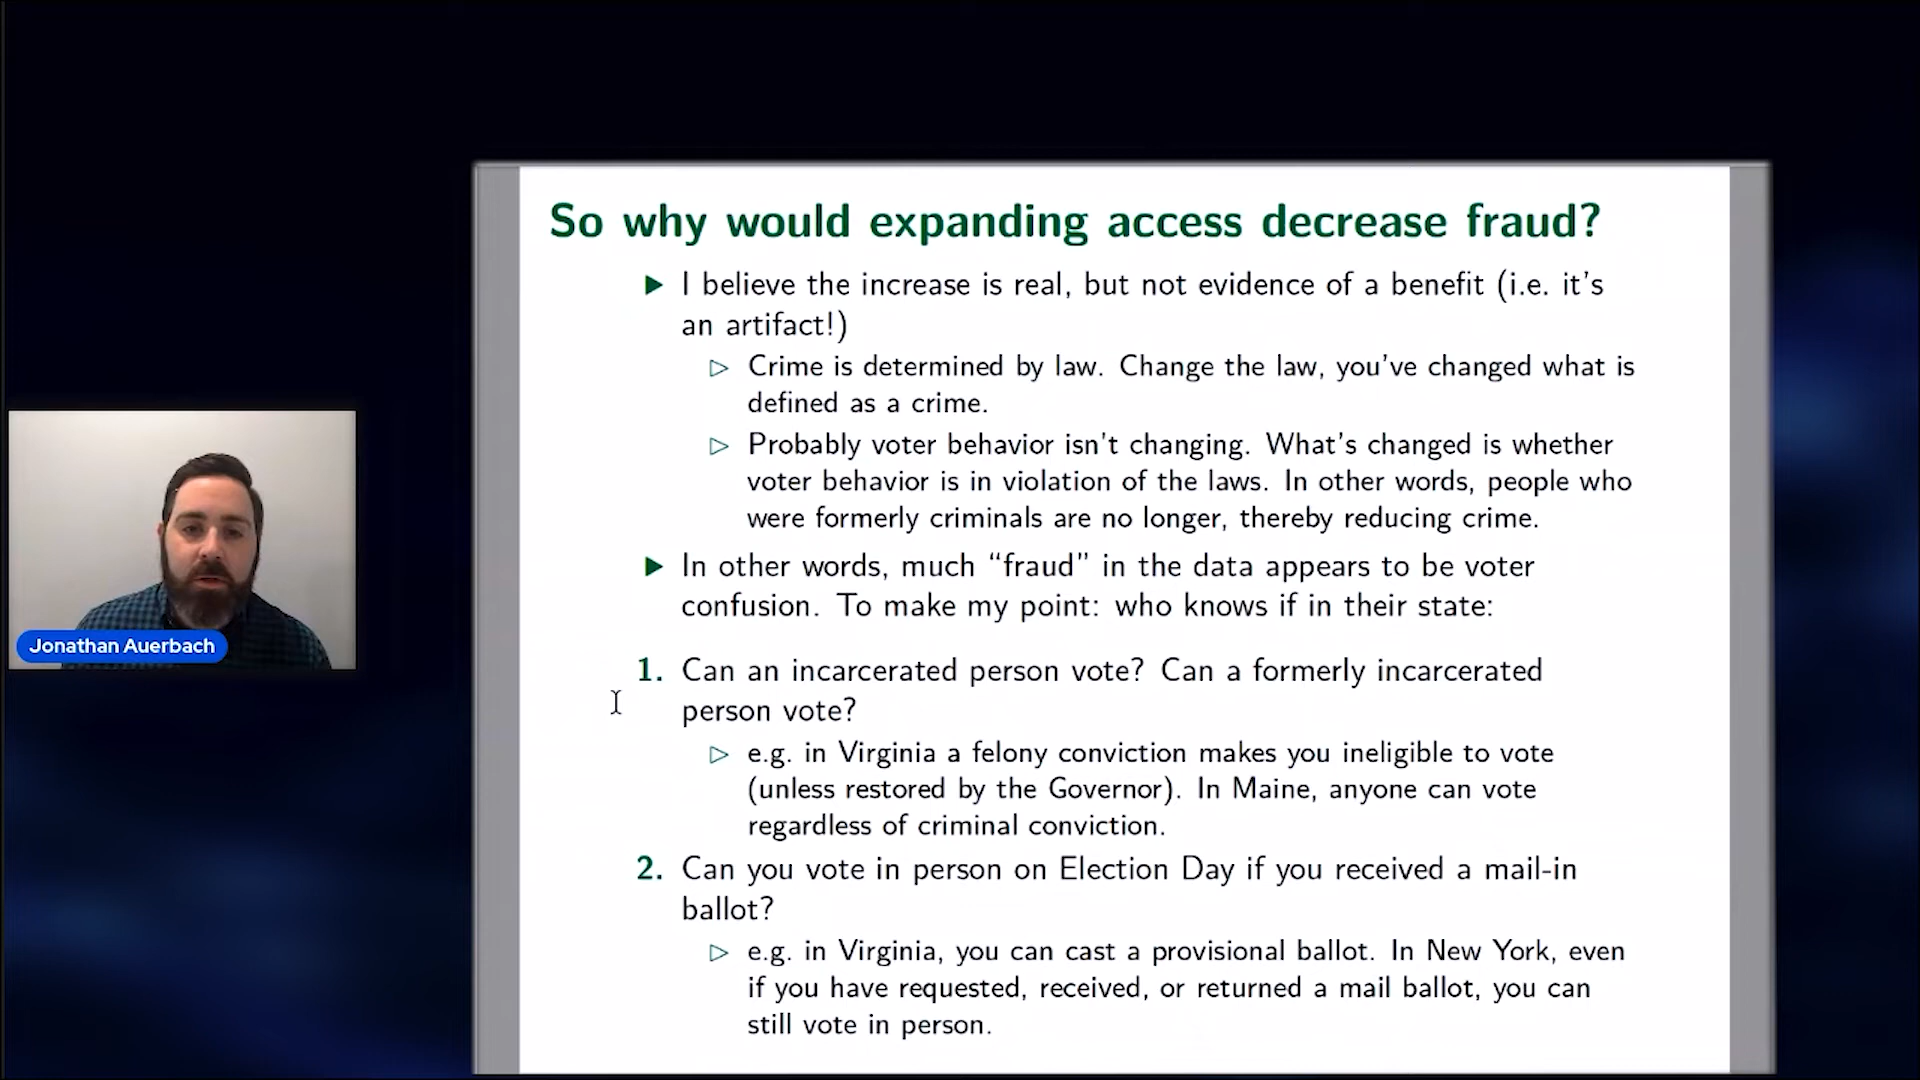 So why would expanding access decrease fraud?
▶ I believe the increase is real, but not evidence of a benefit (i.e. it's
an artifact!)
▷ Crime is determined by law. Change the law, you've changed what is
defined as a crime.
▷ Probably voter behavior isn't changing. What's changed is whether
voter behavior is in violation of the laws. In other words, people who
were formerly criminals are no longer, thereby reducing crime.
▶ In other words, much “fraud” in the data appears to be voter
confusion. To make my point: who knows if in their state:
1. Can an incarcerated person vote? Can a formerly incarcerated
person vote?
▷ e.g. in Virginia a felony conviction makes you ineligible to vote
(unless restored by the Governor). In Maine, anyone can vote
regardless of criminal conviction.
2. Can you vote in person on Election Day if you received a mail-in
ballot?
▷ e.g. in Virginia, you can cast a provisional ballot. In New York, even
if you have requested, received, or returned a mail ballot, you can
still vote in person.
Jonathan Auerbach